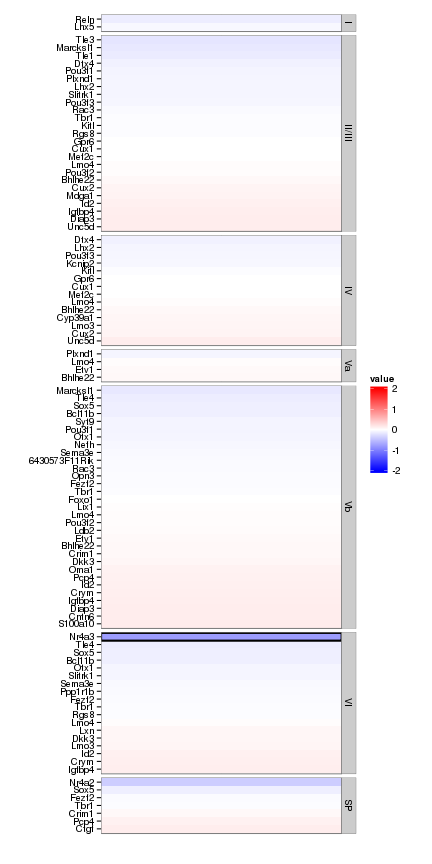 Reln
Lhx5
I
Tle3
Marcksl1
Tle1
Dtx4
Pou3f1
Plxnd1
Lhx2
Slitrk1
Pou3f3
Rac3
Tbr1
Kitl
Rgs8
Gpr6
Cux1
Mef2c
Lmo4
Pou3f2
Bhlhe22
Cux2
Mdga1
Id2
Igfbp4
Diap3
Unc5d
II/III
Dtx4
Lhx2
Pou3f3
Kcnip2
Kitl
Gpr6
Cux1
Mef2c
Lmo4
Bhlhe22
Cyp39a1
Lmo3
Cux2
Unc5d
IV
Plxnd1
Lmo4
Etv1
Bhlhe22
Va
Marcksl1
Tle4
Sox5
Bcl11b
Syt9
Pou3f1
Otx1
Nefh
Sema3e
6430573F11Rik
Rac3
Opn3
Fezf2
Tbr1
Foxo1
Lix1
Lmo4
Pou3f2
Ldb2
Etv1
Bhlhe22
Crim1
Dkk3
Oma1
Pcp4
Id2
Crym
Igfbp4
Diap3
Cntn6
S100a10
Vb
Nr4a3
Tle4
Sox5
Bcl11b
Otx1
Slitrk1
Sema3e
Ppp1r1b
Fezf2
Tbr1
Rgs8
Lmo4
Lxn
Dkk3
Lmo3
Id2
Crym
Igfbp4
VI
Nr4a2
Sox5
Fezf2
Tbr1
Crim1
Pcp4
Ctgf
SP
value
2
1
0
-1
-2